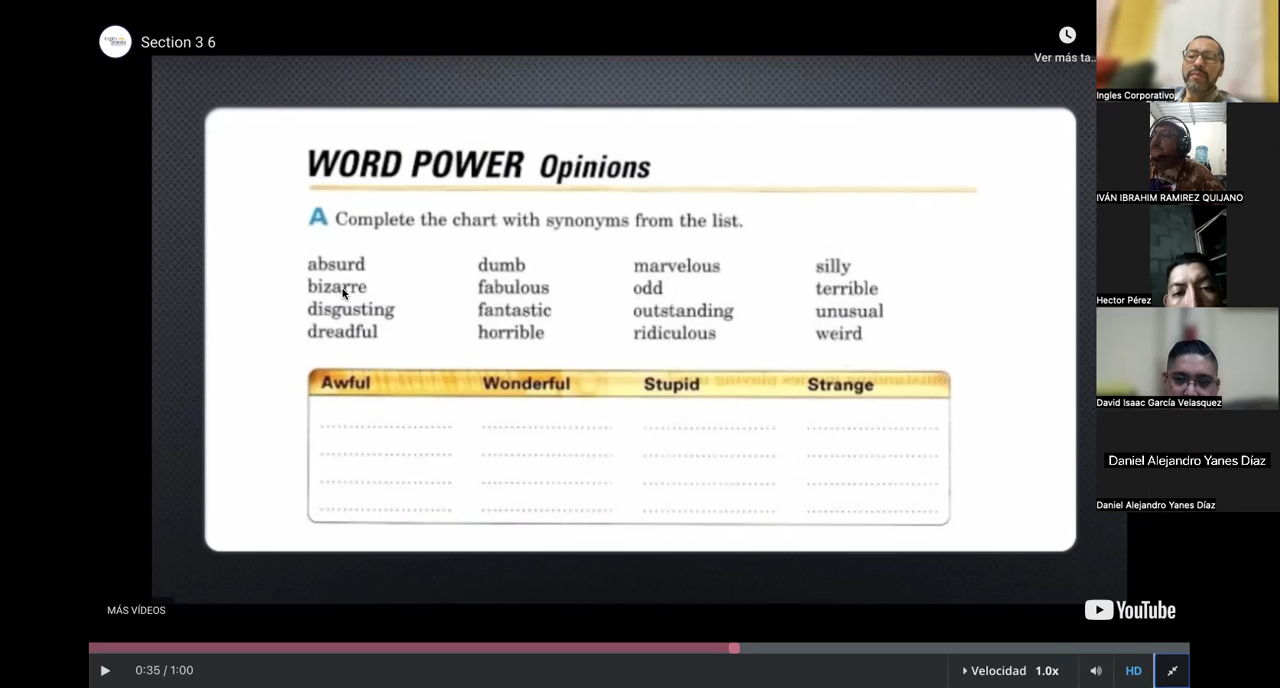 Section 3 6
Ver más ta...
WORD POWER Opinions
A Complete the chart with synonyms from the list.
absurd dumb marvelous silly
bizarre fabulous odd terrible
disgusting fantastic outstanding unusual
dreadful horrible ridiculous weird
Awful Wonderful Stupid Strange
MÁS VÍDEOS
YouTube
0:35 / 1:00
Velocidad 1.0x
HD
Ingles Corporativo
IVÁN IBRAHIM RAMIREZ QUIJANO
Hector Pérez
David Isaac García Velasquez
Daniel Alejandro Yanes Díaz
Daniel Alejandro Yanes Díaz